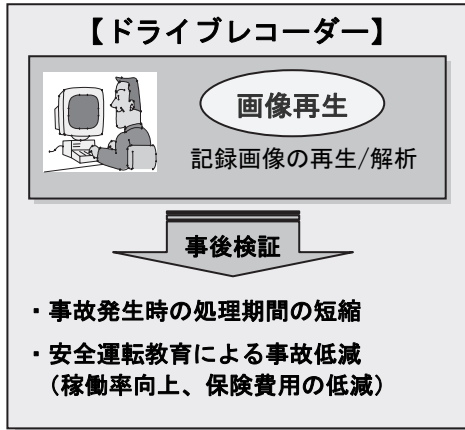 【ドライブレコーダー】
画像再生
記録画像の再生/解析
事後検証
・事故発生時の処理期間の短縮
・安全運転教育による事故低減
（稼働率向上、保険費用の低減）